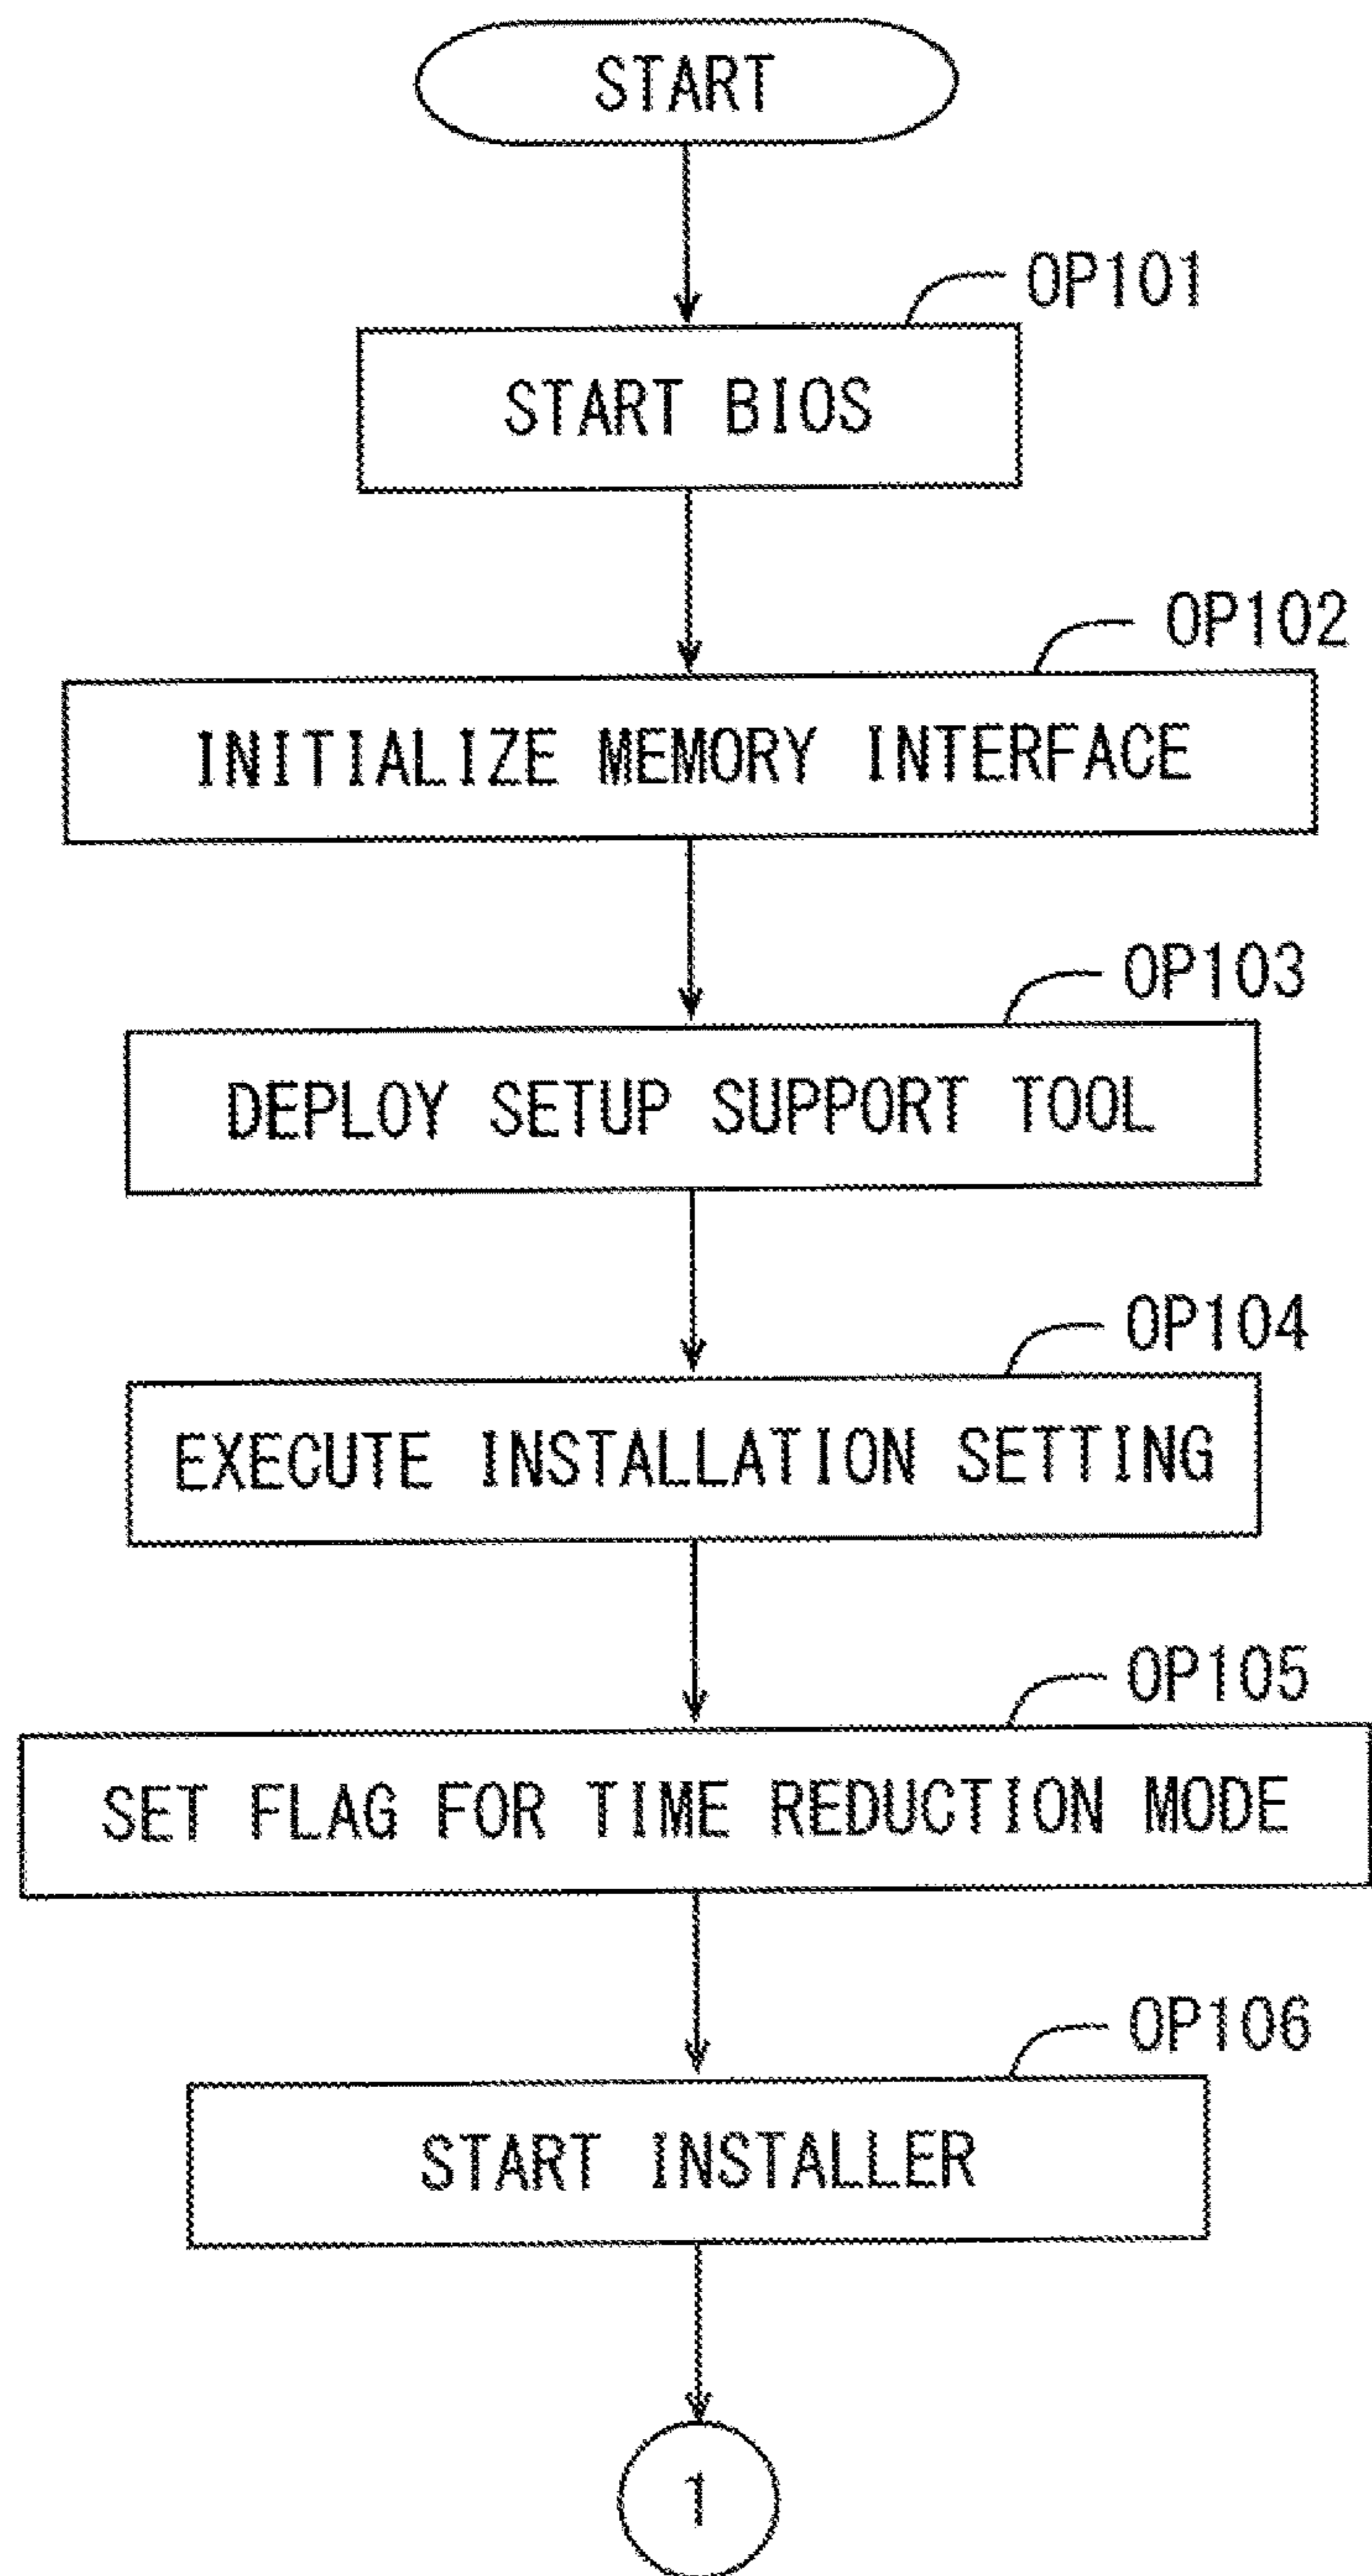 START
OP101
START BIOS
OP102
INITIALIZE MEMORY INTERFACE
OP103
DEPLOY SETUP SUPPORT TOOL
OP104
EXECUTE INSTALLATION SETTING
OP105
SET FLAG FOR TIME REDUCTION MODE
OP106
START INSTALLER
1